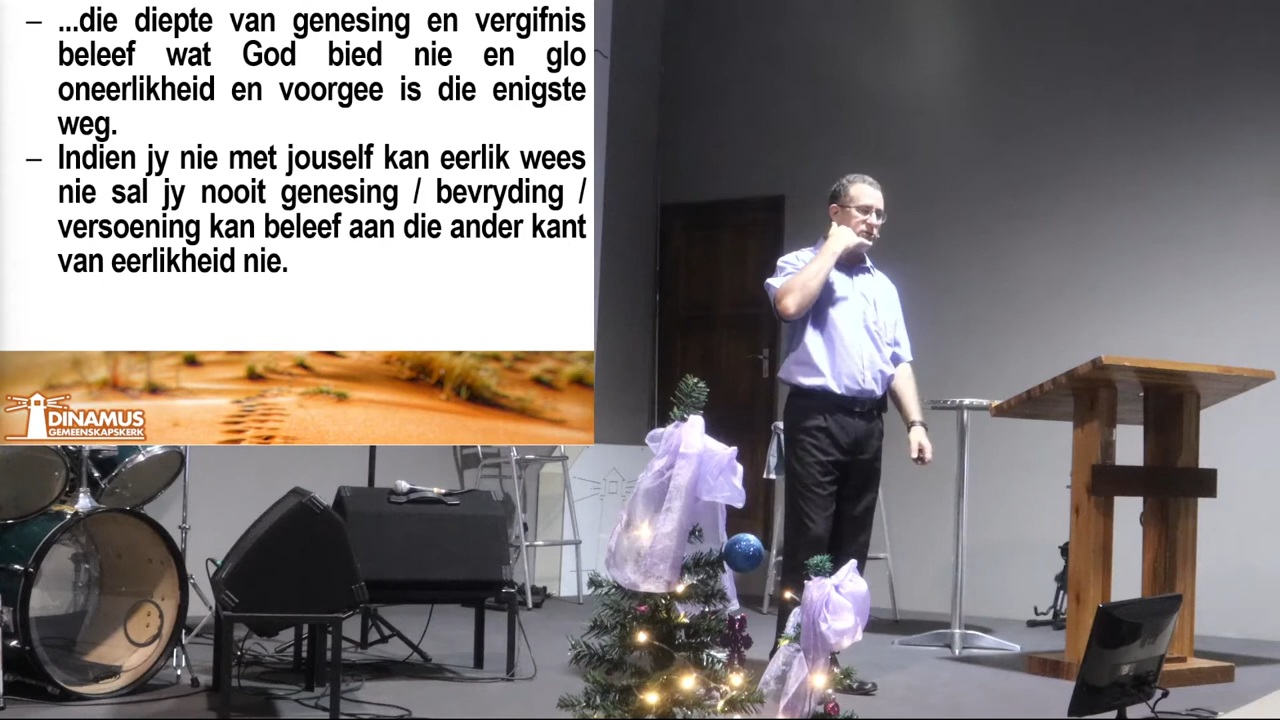 – ...die diepte van genesing en vergifnis
beleef wat God bied nie en glo
oneerlikheid en voorgee is die enigste
weg.
– Indien jy nie met jouself kan eerlik wees
nie sal jy nooit genesing / bevryding /
versoening kan beleef aan die ander kant
van eerlikheid nie.
DiNAMUS
GEMEENSKAPSKERK